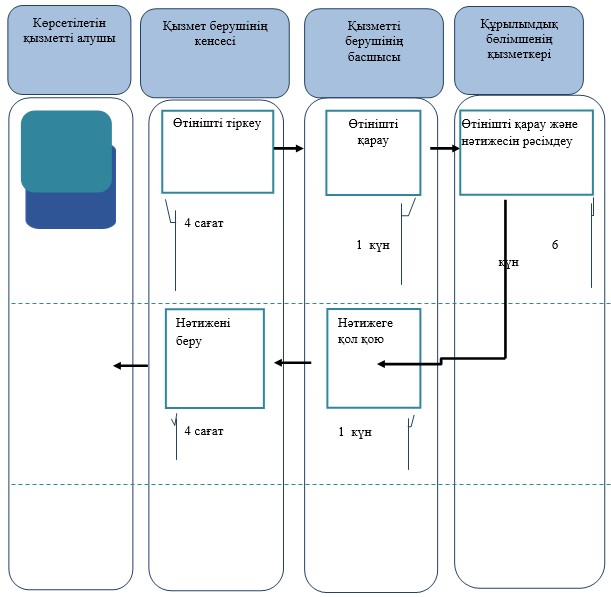 Көрсетілетін
қызметті алушы
Қызмет берушінің
кенсесі
Қызметті
берушінің
басшысы
Құрылымдық
бөлімшенің
қызметкері
Өтінішті тіркеу
Өтінішті
қарау
Өтінішті қарау және
нәтижесін рәсімдеу
4 сағат
1 күн
6
күн
Нәтижені
беру
Нәтижеге
қол қою
4 сағат
1 күн